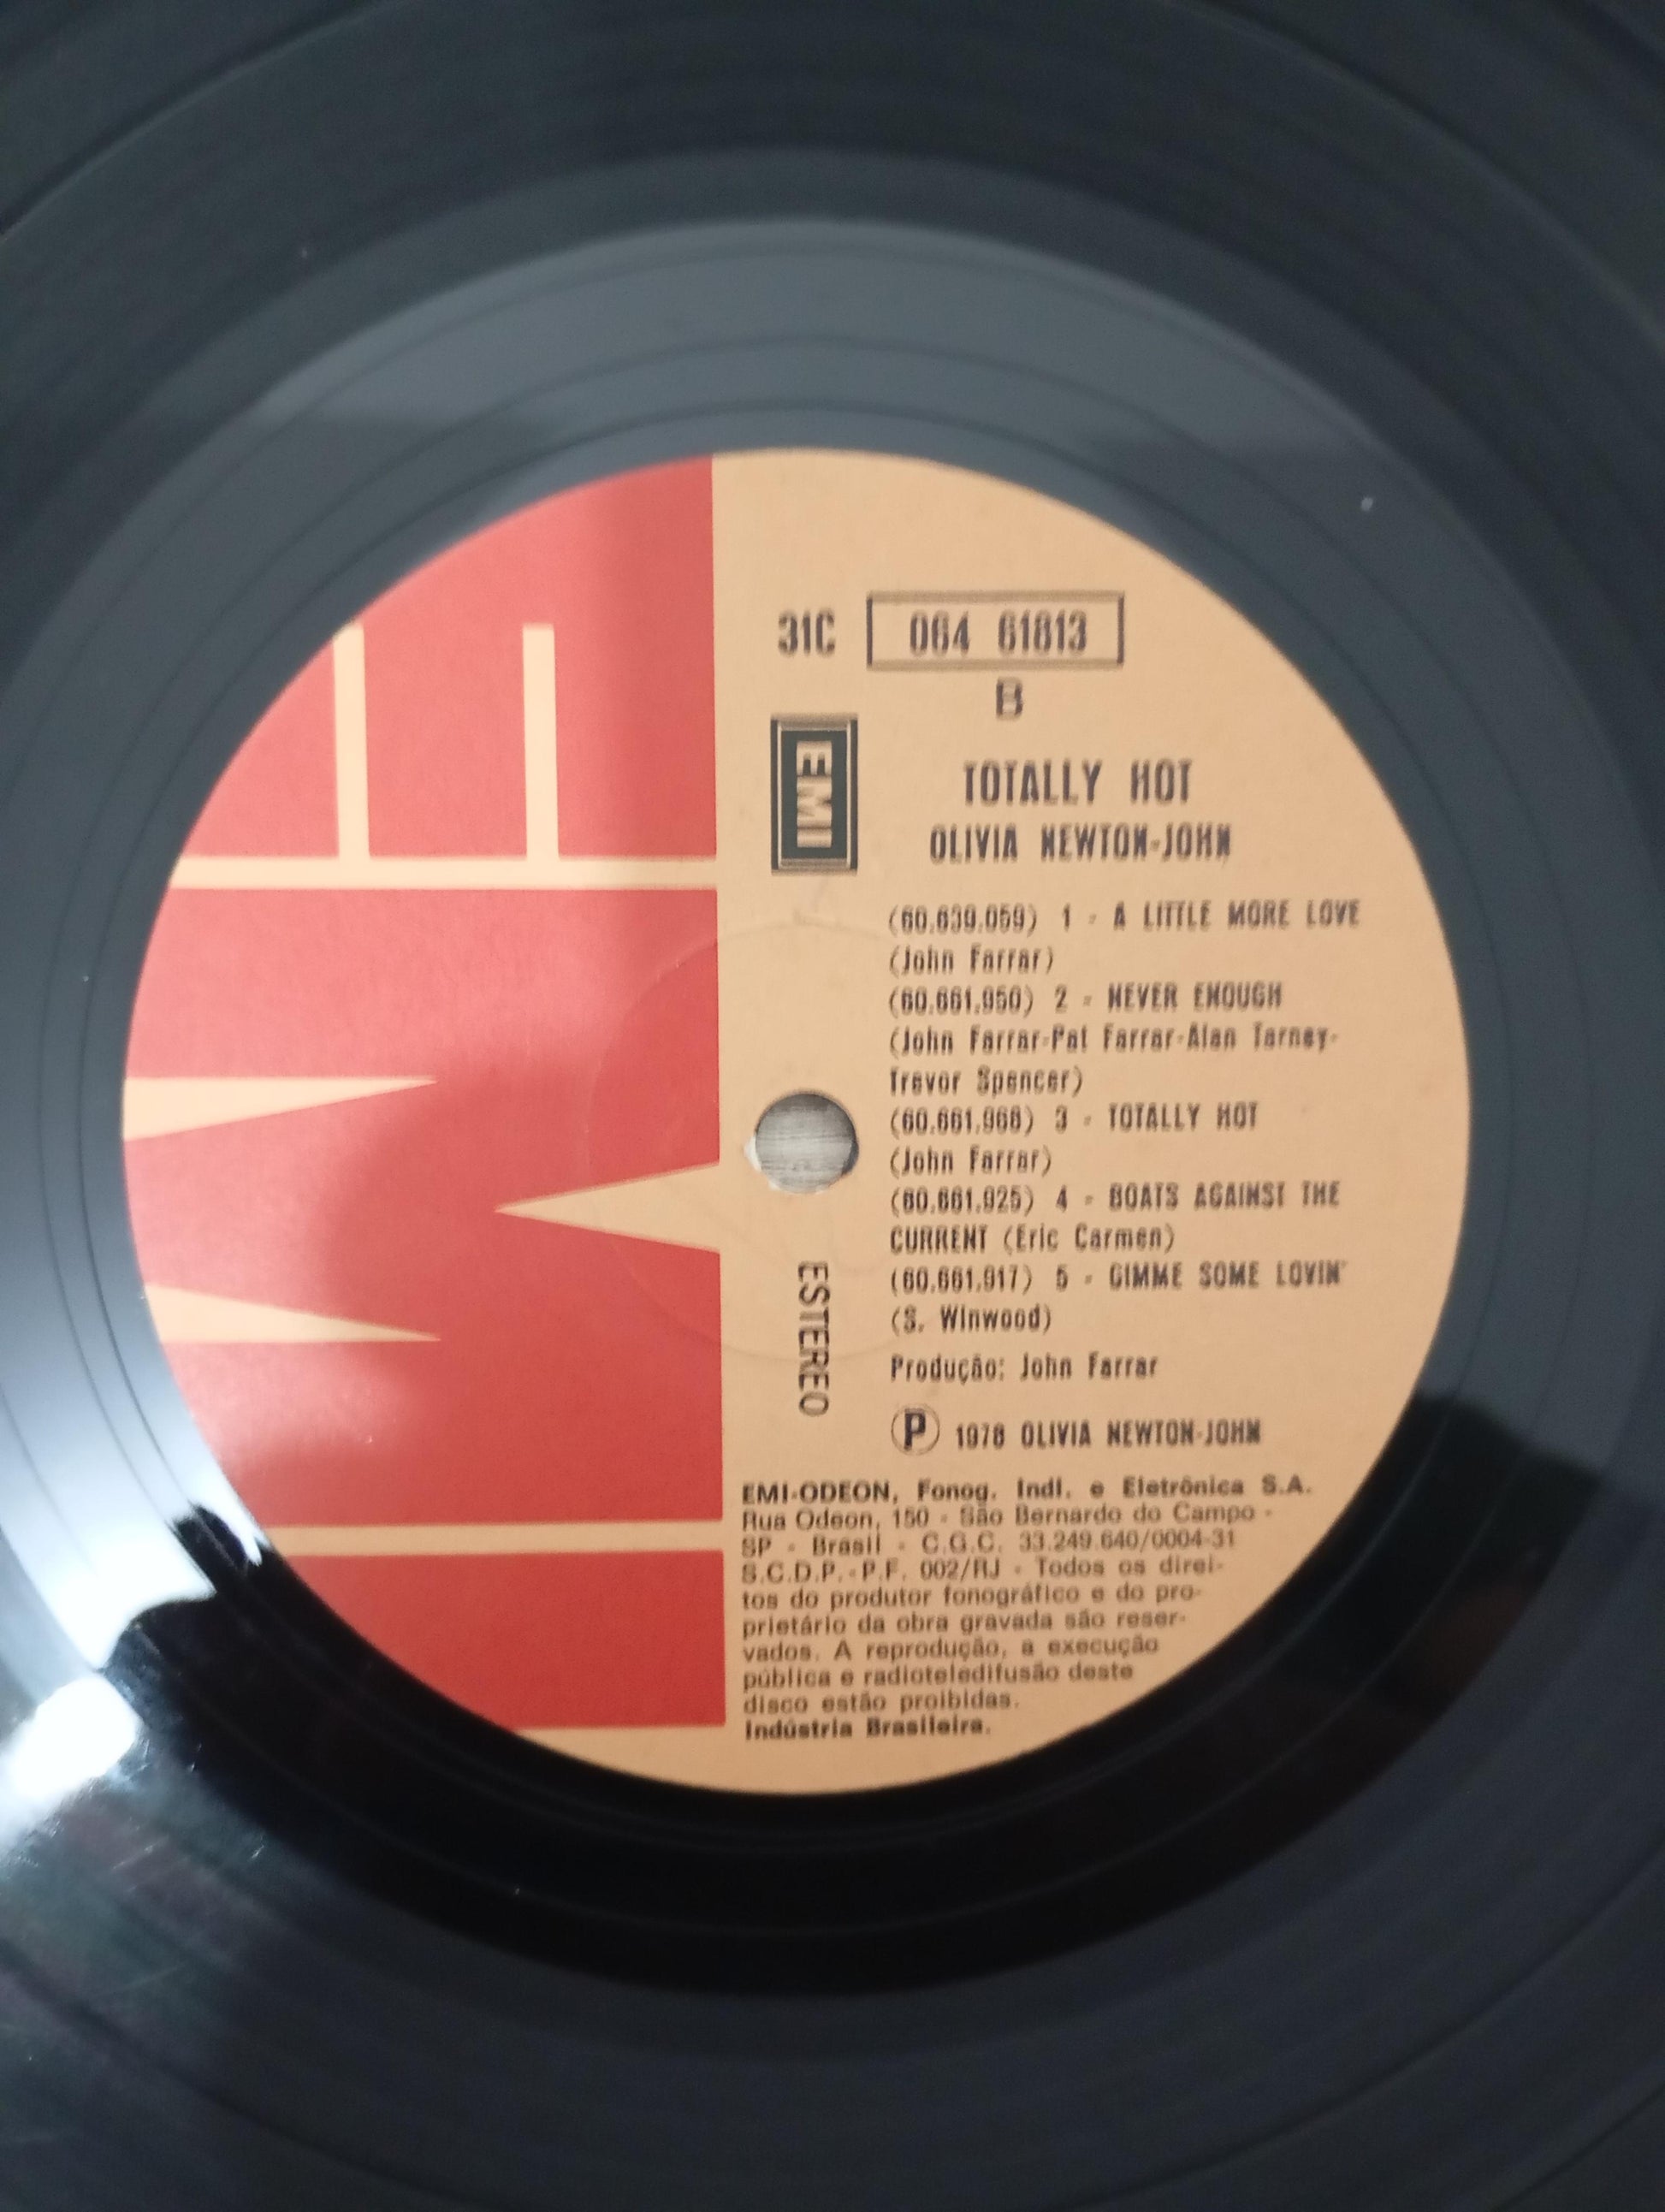 31C 064 61813
B
EMI
TOTALLY HOT
OLIVIA NEWTON-JOHN
(60.639.059) 1 - A LITTLE MORE LOVE
(John Farrar)
(60.661.950) 2 - NEVER ENOUGH
(John Farrar-Pat Farrar-Alan Tarney-
Trevor Spencer)
(60.661.968) 3 - TOTALLY HOT
(John Farrar)
(60.661.925) 4 - BOATS AGAINST THE
CURRENT (Eric Carmen)
(60.661.917) 5 - GIMME SOME LOVIN'
(S. Winwood)
ESTEREO
Produção: John Farrar
Ⓟ 1978 OLIVIA NEWTON-JOHN
EMI-ODEON, Fonog. Indl. e Eletrônica S.A.
Rua Odeon, 150 - São Bernardo do Campo -
SP - Brasil - C.G.C. 33.249.640/0004-31
S.C.D.P.-P.F. 002/RJ - Todos os direi-
tos do produtor fonográfico e do pro-
prietário da obra gravada são reser-
vados. A reprodução, a execução
pública e radioteledifusão deste
disco estão proibidas.
Indústria Brasileira.
EMI